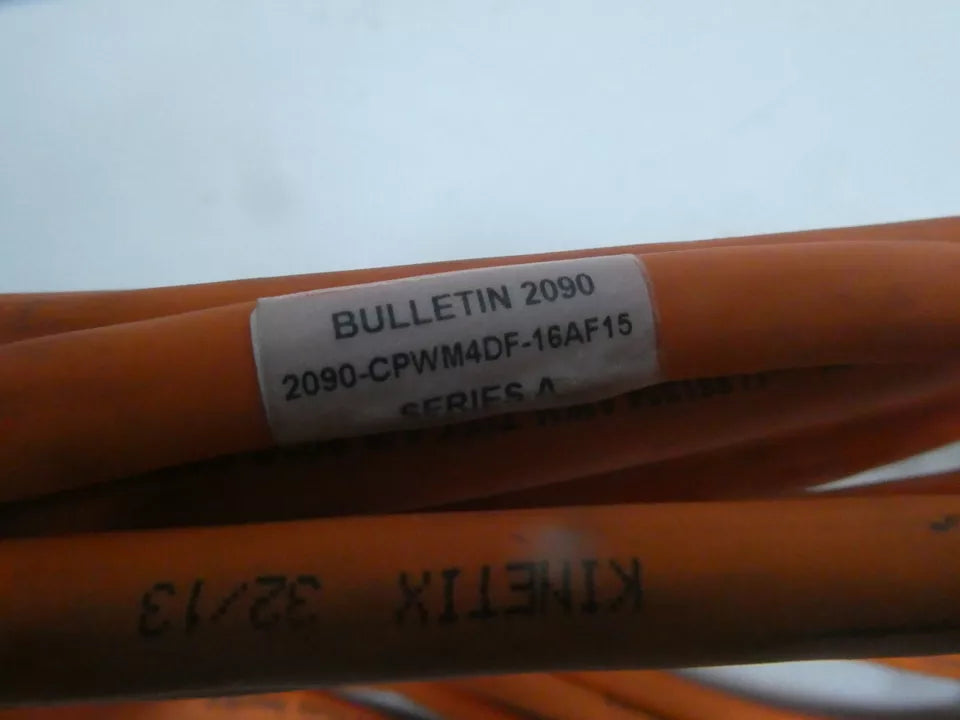 BULLETIN 2090
2090-CPWM4DF-16AF15
SERIES A
KINETIX 32/13